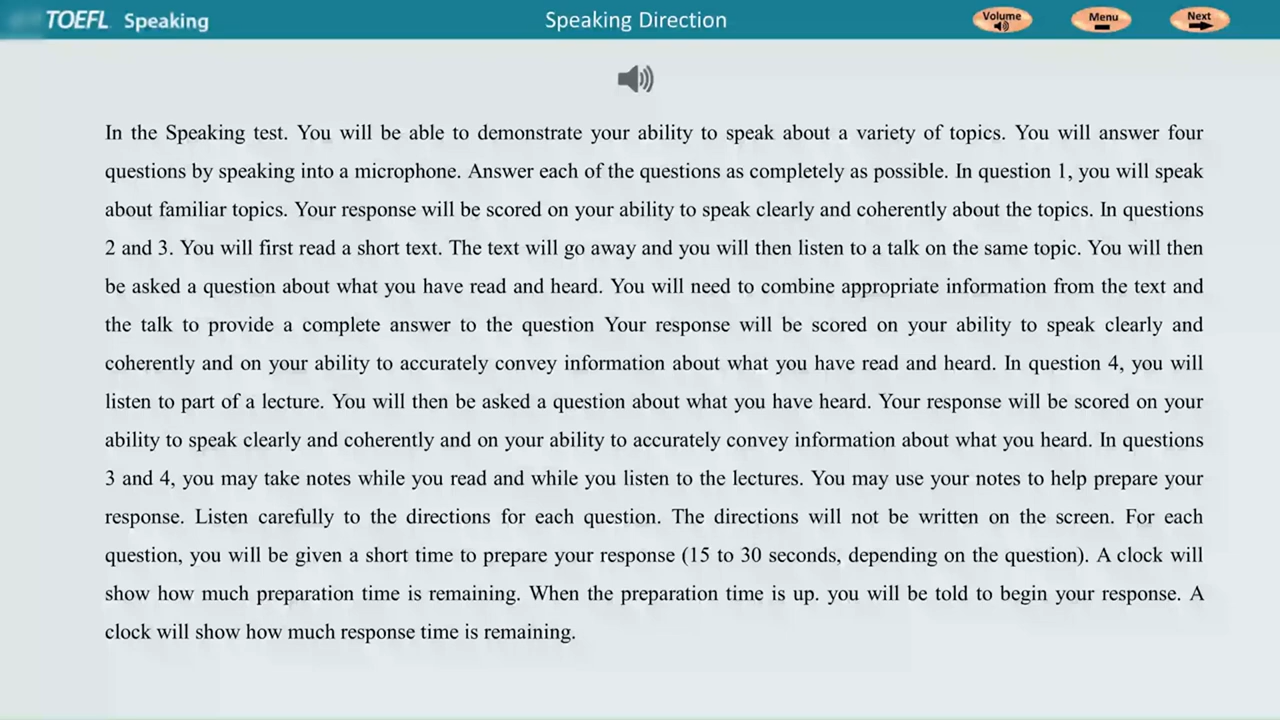 TOEFL Speaking
Speaking Direction
Volume
Menu
Next
In the Speaking test. You will be able to demonstrate your ability to speak about a variety of topics. You will answer four
questions by speaking into a microphone. Answer each of the questions as completely as possible. In question 1, you will speak
about familiar topics. Your response will be scored on your ability to speak clearly and coherently about the topics. In questions
2 and 3. You will first read a short text. The text will go away and you will then listen to a talk on the same topic. You will then
be asked a question about what you have read and heard. You will need to combine appropriate information from the text and
the talk to provide a complete answer to the question Your response will be scored on your ability to speak clearly and
coherently and on your ability to accurately convey information about what you have read and heard. In question 4, you will
listen to part of a lecture. You will then be asked a question about what you have heard. Your response will be scored on your
ability to speak clearly and coherently and on your ability to accurately convey information about what you heard. In questions
3 and 4, you may take notes while you read and while you listen to the lectures. You may use your notes to help prepare your
response. Listen carefully to the directions for each question. The directions will not be written on the screen. For each
question, you will be given a short time to prepare your response (15 to 30 seconds, depending on the question). A clock will
show how much preparation time is remaining. When the preparation time is up. you will be told to begin your response. A
clock will show how much response time is remaining.